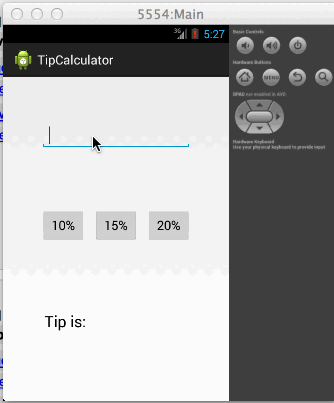 5554:Main
3G 5:27
TipCalculator
10% 15% 20%
Tip is:
Basic Controls
Hardware Buttons
MENU
DPAD not enabled in AVD
Hardware Keyboard
Use your physical keyboard to provide input